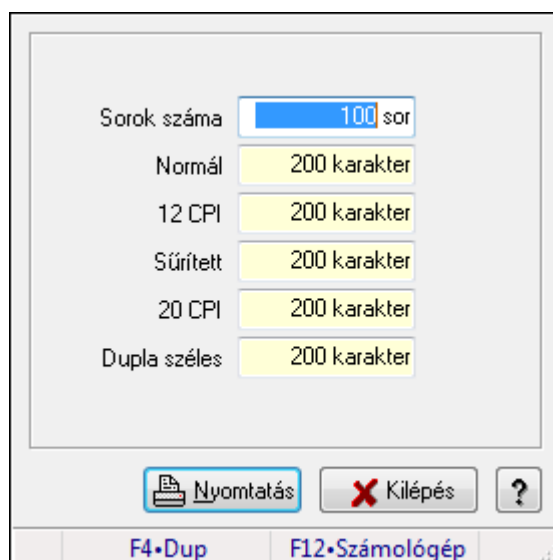 Sorok száma 100 sor
Normál 200 karakter
12 CPI 200 karakter
Sűrített 200 karakter
20 CPI 200 karakter
Dupla széles 200 karakter
Nyomtatás Kilépés ?
F4•Dup F12•Számológép